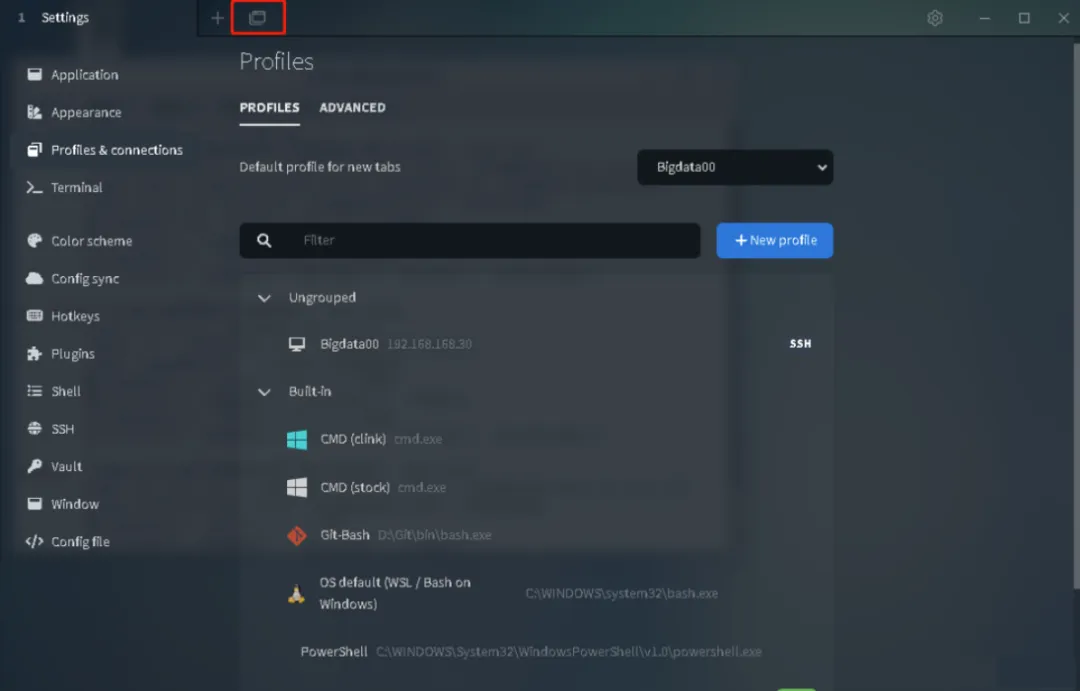 1 Settings
Application
Appearance
Profiles & connections
Terminal
Color scheme
Config sync
Hotkeys
Plugins
Shell
SSH
Vault
Window
Config file
Profiles
PROFILES ADVANCED
Default profile for new tabs Bigdata00
Filter + New profile
Ungrouped
Bigdata00 192.168.168.30 SSH
Built-in
CMD (clink) cmd.exe
CMD (stock) cmd.exe
Git-Bash D:\Git\bin\bash.exe
OS default (WSL / Bash on
Windows) C:\WINDOWS\system32\bash.exe
PowerShell C:\WINDOWS\System32\WindowsPowerShell\v1.0\powershell.exe